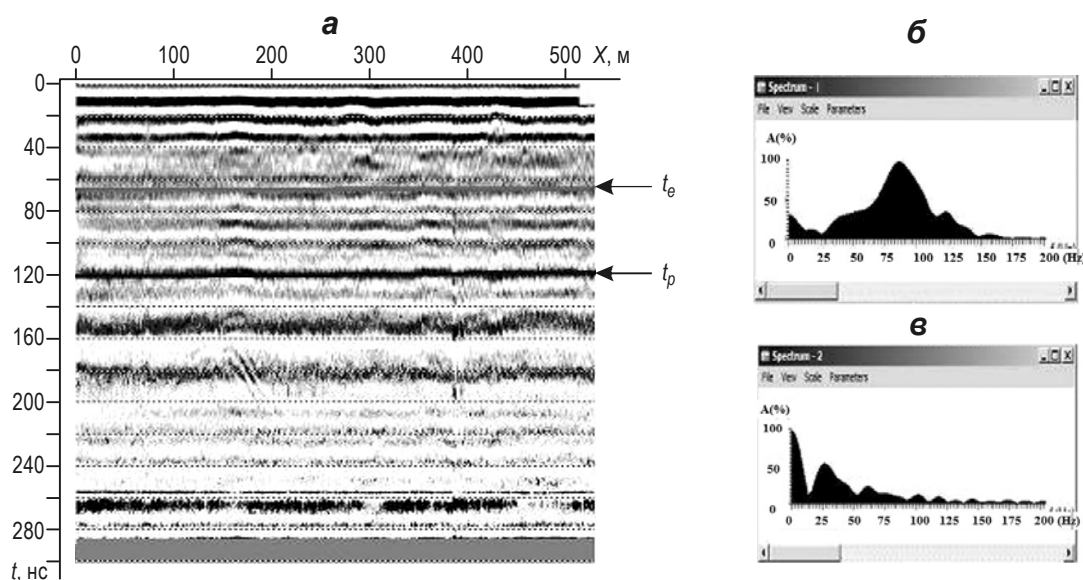 а
0 100 200 300 400 500 X, м
0
40
80
120
160
200
240
280
t, нс
tₑ
tₚ
б
Spectrum - 1
File View Scale Parameters
A(%)
100
50
0
0 25 50 75 100 125 150 175 200 (Hz)
в
Spectrum - 2
File View Scale Parameters
A(%)
100
50
0
0 25 50 75 100 125 150 175 200 (Hz)